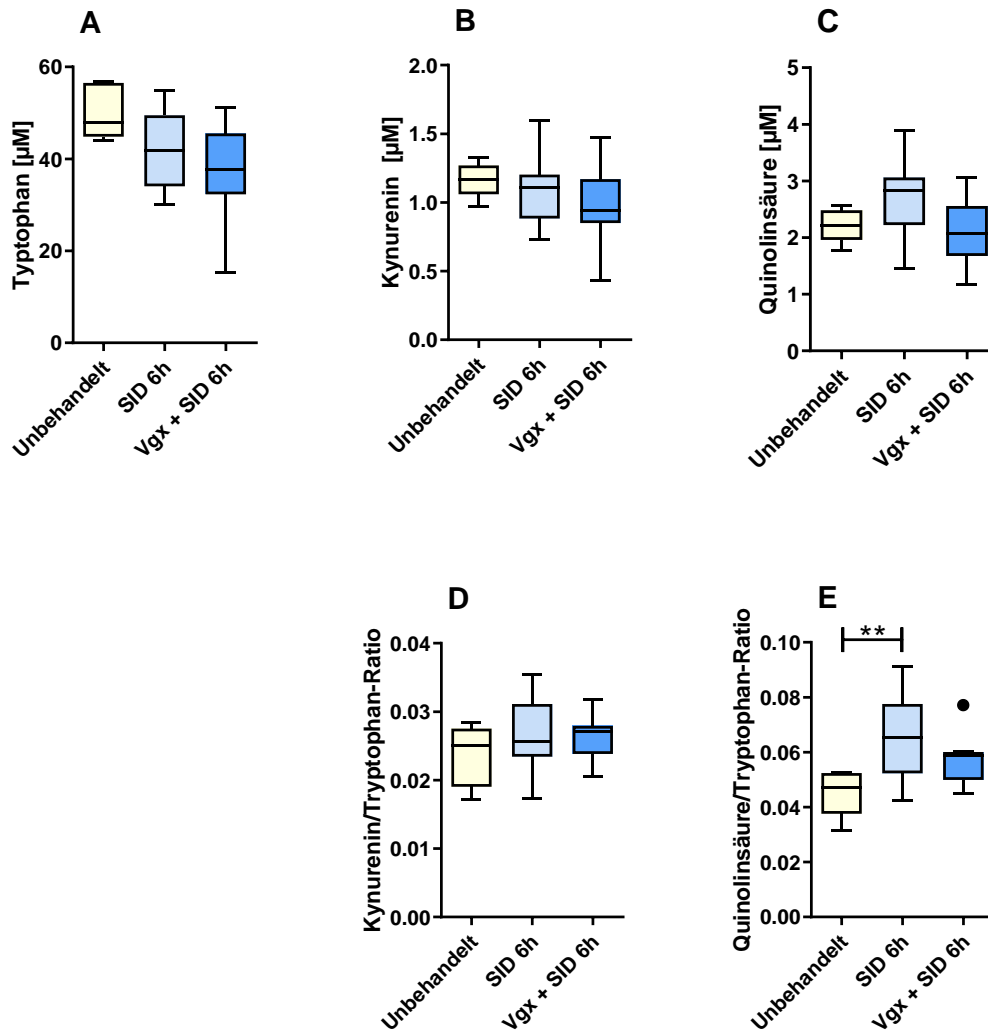 A
Typtophan [µM]
60
40
20
0
Unbehandelt
SID 6h
Vgx + SID 6h
B
Kynurenin [µM]
2.0
1.5
1.0
0.5
0.0
Unbehandelt
SID 6h
Vgx + SID 6h
C
Quinolinsäure [µM]
5
4
3
2
1
0
Unbehandelt
SID 6h
Vgx + SID 6h
D
Kynurenin/Tryptophan-Ratio
0.04
0.03
0.02
0.01
0.00
Unbehandelt
SID 6h
Vgx + SID 6h
E
Quinolinsäure/Tryptophan-Ratio
0.10
0.08
0.06
0.04
0.02
0.00
**
Unbehandelt
SID 6h
Vgx + SID 6h